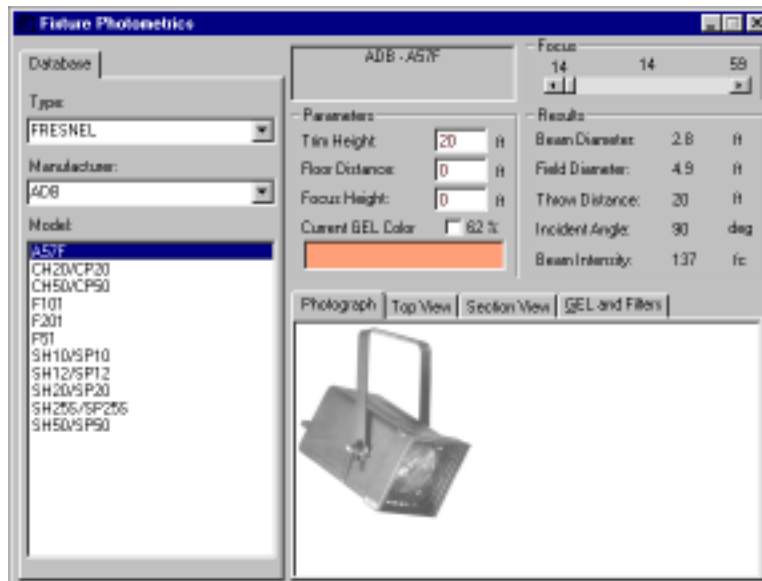 Fixture Photometrics
Database
Type:
FRESNEL
Manufacturer:
ADB
Model:
A57F
CH20/CP20
CH50/CP50
F101
F201
F51
SH10/SP10
SH12/SP12
SH20/SP20
SH25S/SP25S
SH50/SP50
ADB - A57F
Focus
14 14 59
Parameters
Trim Height: 20 ft
Floor Distance: 0 ft
Focus Height: 0 ft
Current GEL Color 62 %
Results
Beam Diameter: 2.8 ft
Field Diameter: 4.9 ft
Throw Distance: 20 ft
Incident Angle: 90 deg
Beam Intensity: 137 fc
Photograph Top View Section View GEL and Filters